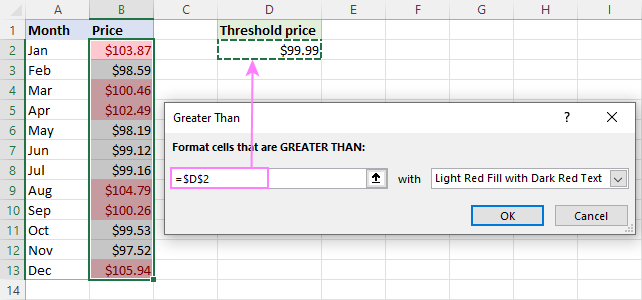 A B C D E F G H I
1 Month Price Threshold price
2 Jan $103.87 $99.99
3 Feb $98.59
4 Mar $100.46
5 Apr $102.49
6 May $98.19
7 Jun $99.12
8 Jul $99.16
9 Aug $104.79
10 Sep $100.26
11 Oct $99.53
12 Nov $97.52
13 Dec $105.94
14
Greater Than ? ×
Format cells that are GREATER THAN:
=$D$2 with Light Red Fill with Dark Red Text
OK Cancel